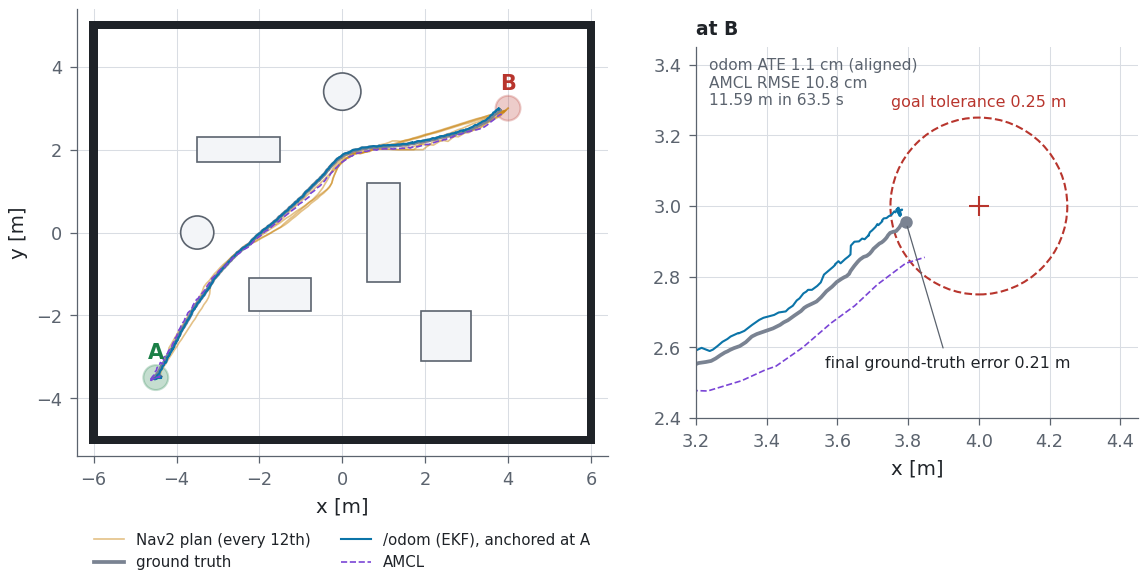 4
2
0
−2
−4
y [m]
−6
−4
−2
0
2
4
6
x [m]
A
B
Nav2 plan (every 12th)
ground truth
/odom (EKF), anchored at A
AMCL
at B
3.4
3.2
3.0
2.8
2.6
2.4
odom ATE 1.1 cm (aligned)
AMCL RMSE 10.8 cm
11.59 m in 63.5 s
goal tolerance 0.25 m
final ground-truth error 0.21 m
3.2
3.4
3.6
3.8
4.0
4.2
4.4
x [m]